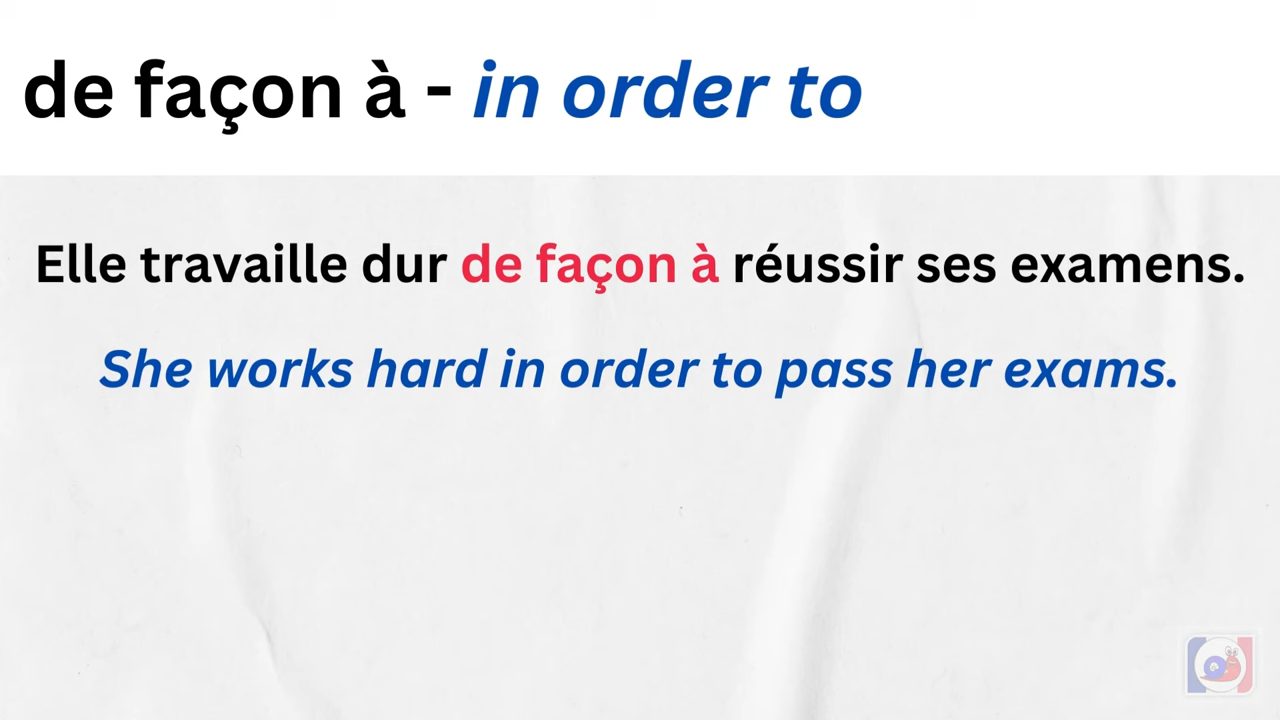 de façon à - in order to
Elle travaille dur de façon à réussir ses examens.
She works hard in order to pass her exams.